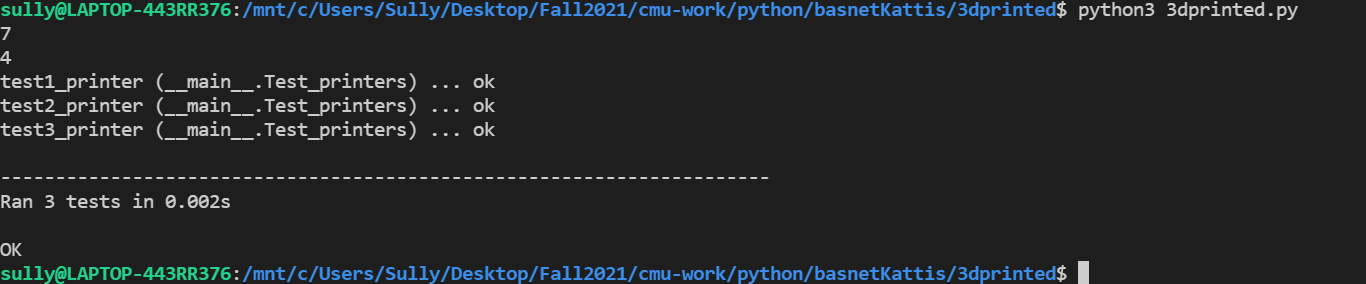 sully@LAPTOP-443RR376:/mnt/c/Users/Sully/Desktop/Fall2021/cmu-work/python/basnetKattis/3dprinted$ python3 3dprinted.py
7
4
test1_printer (__main__.Test_printers) ... ok
test2_printer (__main__.Test_printers) ... ok
test3_printer (__main__.Test_printers) ... ok
----------------------------------------------------------------------
Ran 3 tests in 0.002s
OK
sully@LAPTOP-443RR376:/mnt/c/Users/Sully/Desktop/Fall2021/cmu-work/python/basnetKattis/3dprinted$